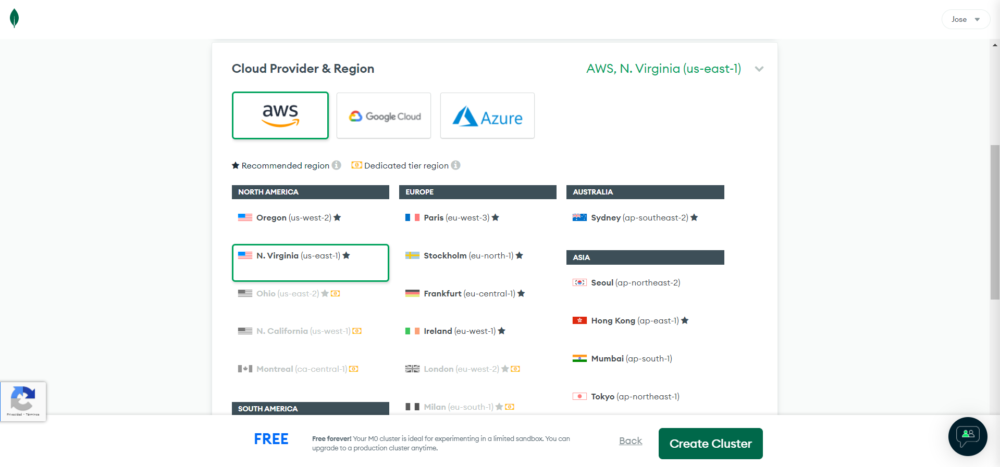 Jose
Cloud Provider & Region
AWS, N. Virginia (us-east-1)
aws
Google Cloud
Azure
Recommended region
Dedicated tier region
NORTH AMERICA
Oregon (us-west-2)
N. Virginia (us-east-1)
Ohio (us-east-2)
N. California (us-west-1)
Montreal (ca-central-1)
SOUTH AMERICA
EUROPE
Paris (eu-west-3)
Stockholm (eu-north-1)
Frankfurt (eu-central-1)
Ireland (eu-west-1)
London (eu-west-2)
Milan (eu-south-1)
AUSTRALIA
Sydney (ap-southeast-2)
ASIA
Seoul (ap-northeast-2)
Hong Kong (ap-east-1)
Mumbai (ap-south-1)
Tokyo (ap-northeast-1)
Privacidad - Términos
FREE
Free forever! Your M0 cluster is ideal for experimenting in a limited sandbox. You can
upgrade to a production cluster anytime.
Back
Create Cluster